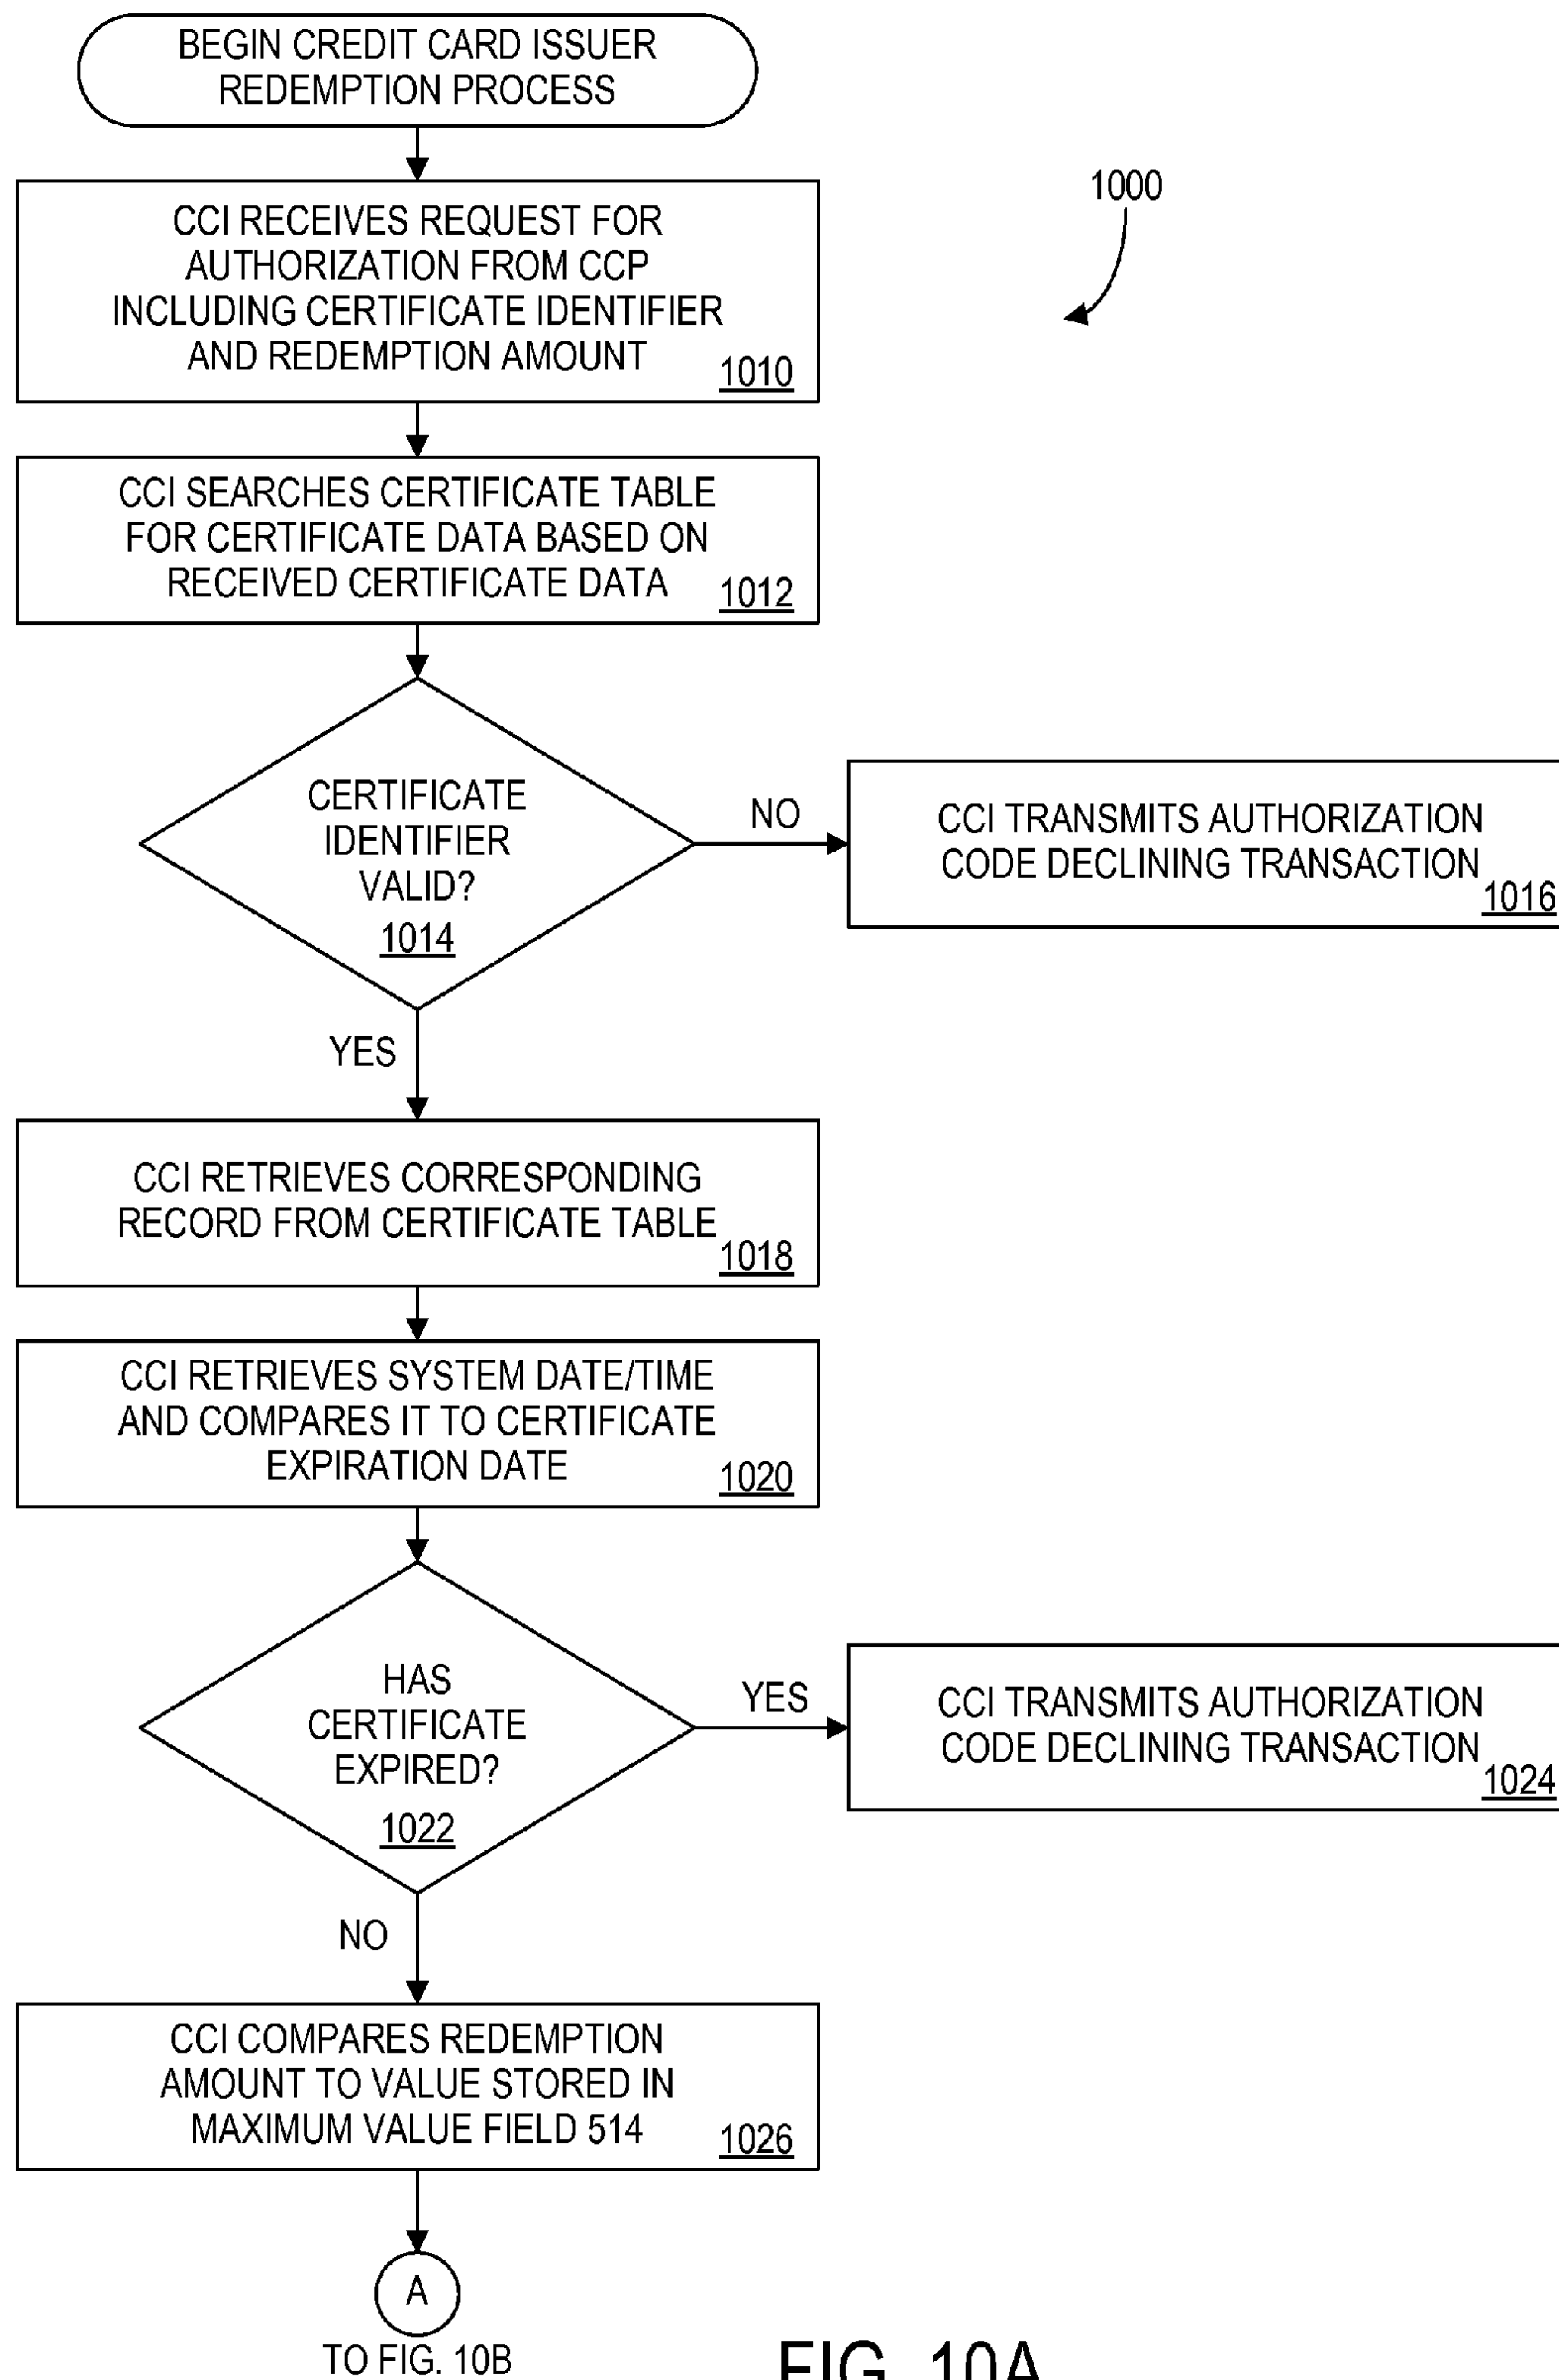 BEGIN CREDIT CARD ISSUER
REDEMPTION PROCESS
1000
CCI RECEIVES REQUEST FOR
AUTHORIZATION FROM CCP
INCLUDING CERTIFICATE IDENTIFIER
AND REDEMPTION AMOUNT
1010
CCI SEARCHES CERTIFICATE TABLE
FOR CERTIFICATE DATA BASED ON
RECEIVED CERTIFICATE DATA
1012
CERTIFICATE
IDENTIFIER
VALID?
1014
NO
CCI TRANSMITS AUTHORIZATION
CODE DECLINING TRANSACTION
1016
YES
CCI RETRIEVES CORRESPONDING
RECORD FROM CERTIFICATE TABLE
1018
CCI RETRIEVES SYSTEM DATE/TIME
AND COMPARES IT TO CERTIFICATE
EXPIRATION DATE
1020
HAS
CERTIFICATE
EXPIRED?
1022
YES
CCI TRANSMITS AUTHORIZATION
CODE DECLINING TRANSACTION
1024
NO
CCI COMPARES REDEMPTION
AMOUNT TO VALUE STORED IN
MAXIMUM VALUE FIELD 514
1026
A
TO FIG. 10B
FIG. 10A